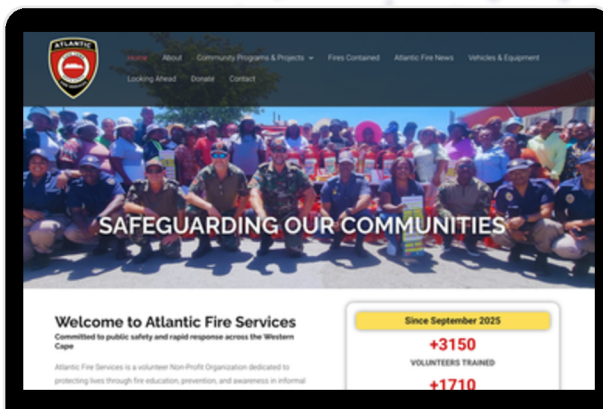 ATLANTIC
Home About Community Programs & Projects Fires Contained Atlantic Fire News Vehicles & Equipment
Looking Ahead Donate Contact
SAFEGUARDING OUR COMMUNITIES
Welcome to Atlantic Fire Services
Committed to public safety and rapid response across the Western
Cape
Atlantic Fire Services is a volunteer Non-Profit Organization dedicated to
protecting lives through fire education, prevention, and awareness in informal
Since September 2025
+3150
VOLUNTEERS TRAINED
+1710